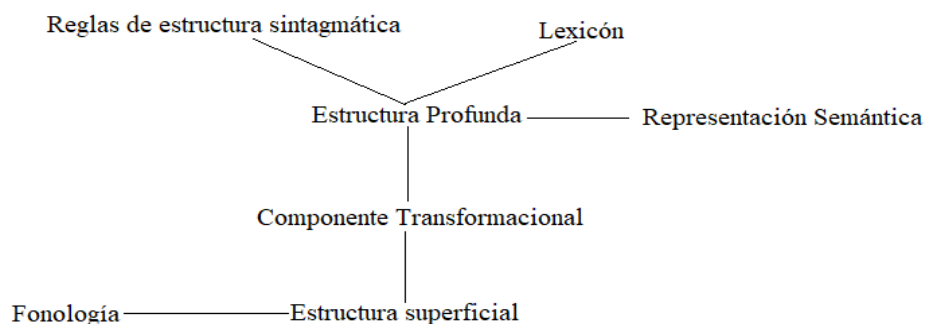 Reglas de estructura sintagmática
Lexicón
Estructura Profunda
Representación Semántica
Componente Transformacional
Fonología
Estructura superficial